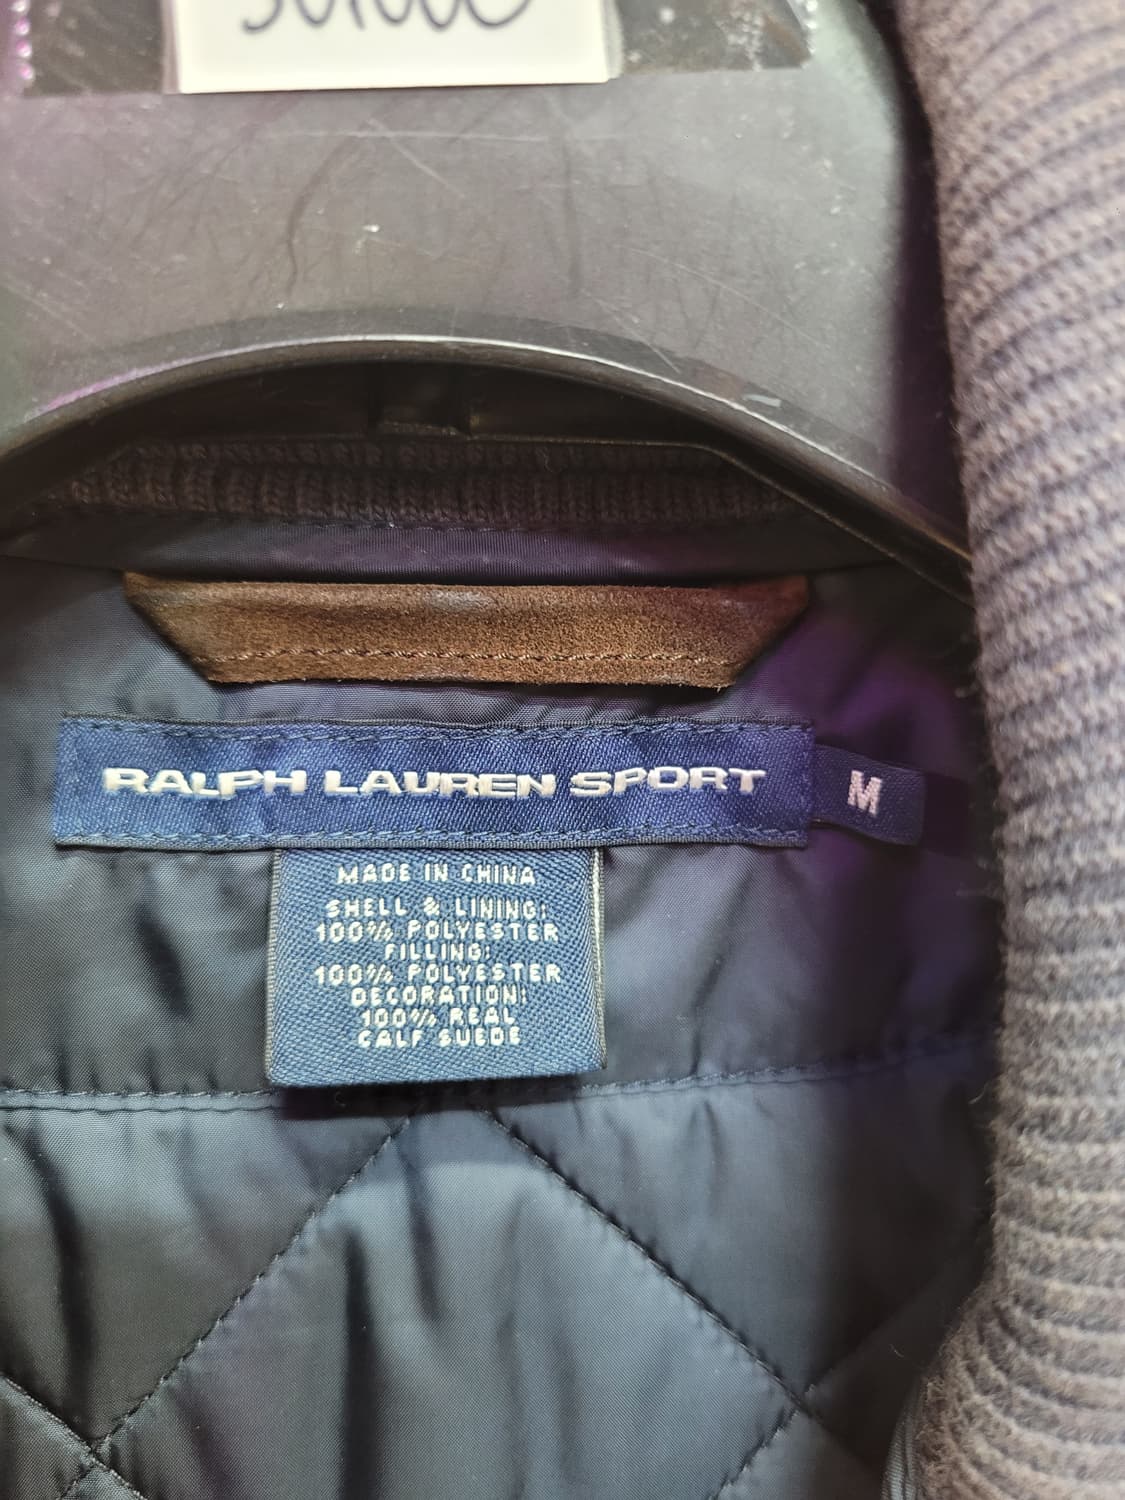 RALPH LAUREN SPORT M
MADE IN CHINA
SHELL & LINING:
100% POLYESTER
FILLING:
100% POLYESTER
DECORATION:
100% REAL
CALF SUEDE